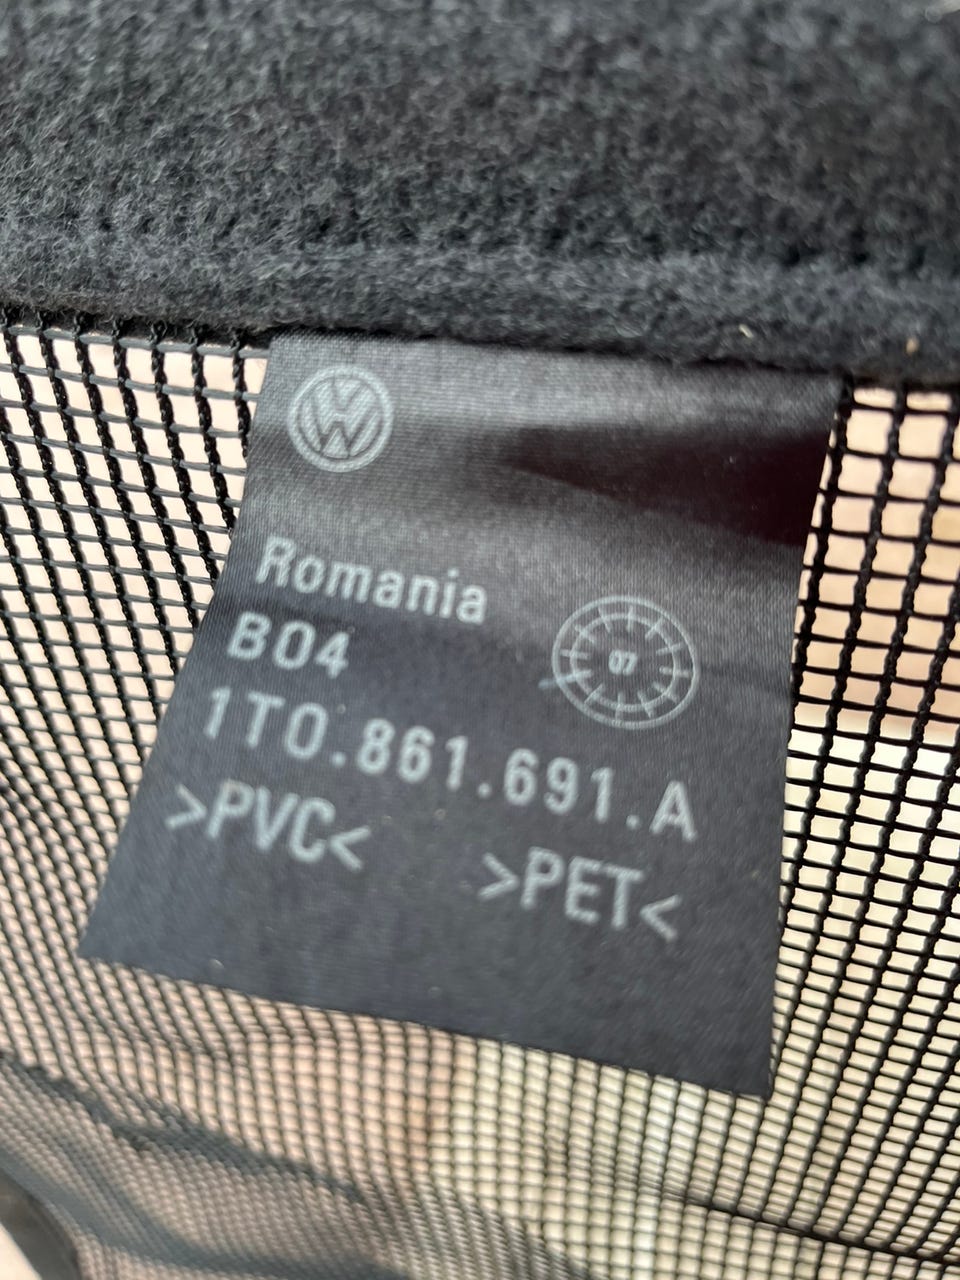 Romania
B04
07
1T0.861.691.A
>PVC< >PET<